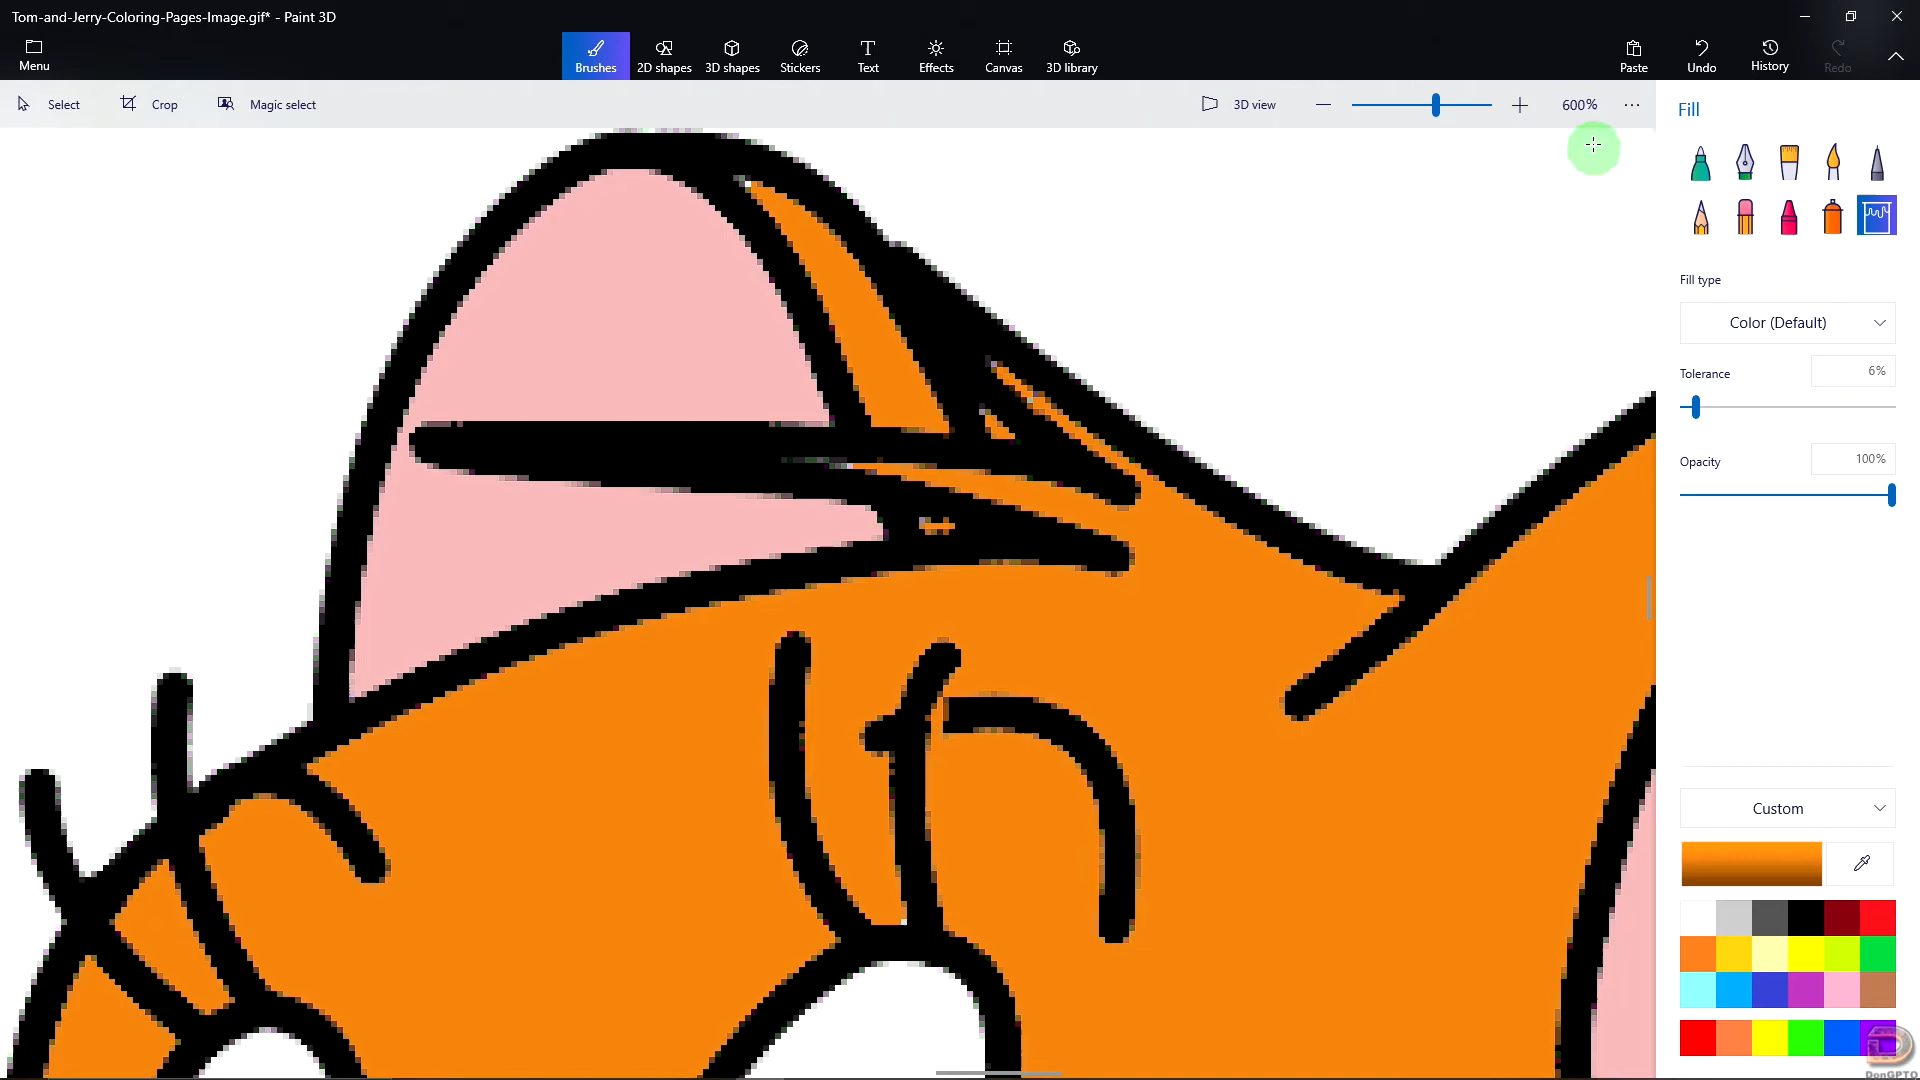 Tom-and-Jerry-Coloring-Pages-Image.gif* - Paint 3D
Menu
Brushes
2D shapes
3D shapes
Stickers
Text
Effects
Canvas
3D library
Paste
Undo
History
Redo
Select
Crop
Magic select
3D view
600%
Fill
Fill type
Color (Default)
Tolerance
6%
Opacity
100%
Custom
DonGPTO